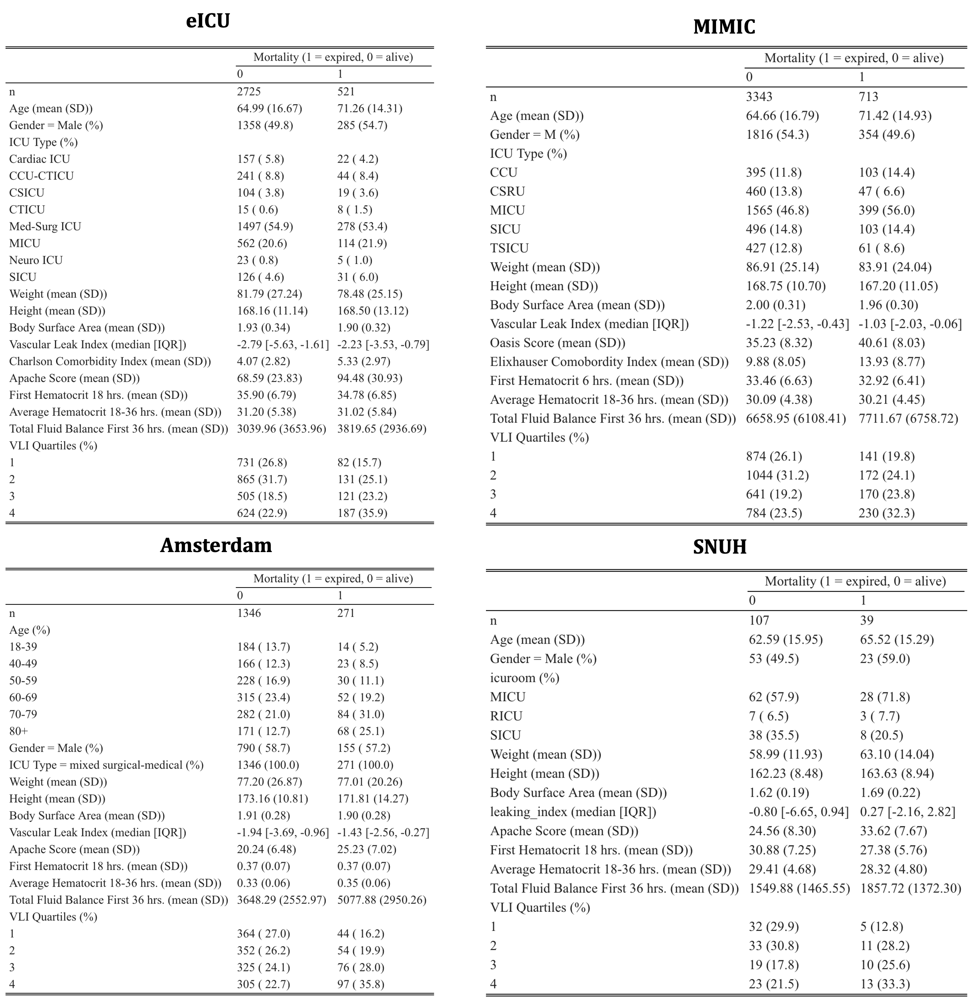 eICU
Mortality (1 = expired, 0 = alive)
0 1
n 2725 521
Age (mean (SD)) 64.99 (16.67) 71.26 (14.31)
Gender = Male (%) 1358 (49.8) 285 (54.7)
ICU Type (%)
Cardiac ICU 157 ( 5.8) 22 ( 4.2)
CCU-CTICU 241 ( 8.8) 44 ( 8.4)
CSICU 104 ( 3.8) 19 ( 3.6)
CTICU 15 ( 0.6) 8 ( 1.5)
Med-Surg ICU 1497 (54.9) 278 (53.4)
MICU 562 (20.6) 114 (21.9)
Neuro ICU 23 ( 0.8) 5 ( 1.0)
SICU 126 ( 4.6) 31 ( 6.0)
Weight (mean (SD)) 81.79 (27.24) 78.48 (25.15)
Height (mean (SD)) 168.16 (11.14) 168.50 (13.12)
Body Surface Area (mean (SD)) 1.93 (0.34) 1.90 (0.32)
Vascular Leak Index (median [IQR]) -2.79 [-5.63, -1.61] -2.23 [-3.53, -0.79]
Charlson Comorbidity Index (mean (SD)) 4.07 (2.82) 5.33 (2.97)
Apache Score (mean (SD)) 68.59 (23.83) 94.48 (30.93)
First Hematocrit 18 hrs. (mean (SD)) 35.90 (6.79) 34.78 (6.85)
Average Hematocrit 18-36 hrs. (mean (SD)) 31.20 (5.38) 31.02 (5.84)
Total Fluid Balance First 36 hrs. (mean (SD)) 3039.96 (3653.96) 3819.65 (2936.69)
VLI Quartiles (%)
1 731 (26.8) 82 (15.7)
2 865 (31.7) 131 (25.1)
3 505 (18.5) 121 (23.2)
4 624 (22.9) 187 (35.9)
MIMIC
Mortality (1 = expired, 0 = alive)
0 1
n 3343 713
Age (mean (SD)) 64.66 (16.79) 71.42 (14.93)
Gender = M (%) 1816 (54.3) 354 (49.6)
ICU Type (%)
CCU 395 (11.8) 103 (14.4)
CSRU 460 (13.8) 47 ( 6.6)
MICU 1565 (46.8) 399 (56.0)
SICU 496 (14.8) 103 (14.4)
TSICU 427 (12.8) 61 ( 8.6)
Weight (mean (SD)) 86.91 (25.14) 83.91 (24.04)
Height (mean (SD)) 168.75 (10.70) 167.20 (11.05)
Body Surface Area (mean (SD)) 2.00 (0.31) 1.96 (0.30)
Vascular Leak Index (median [IQR]) -1.22 [-2.53, -0.43] -1.03 [-2.03, -0.06]
Oasis Score (mean (SD)) 35.23 (8.32) 40.61 (8.03)
Elixhauser Comobordity Index (mean (SD)) 9.88 (8.05) 13.93 (8.77)
First Hematocrit 6 hrs. (mean (SD)) 33.46 (6.63) 32.92 (6.41)
Average Hematocrit 18-36 hrs. (mean (SD)) 30.09 (4.38) 30.21 (4.45)
Total Fluid Balance First 36 hrs. (mean (SD)) 6658.95 (6108.41) 7711.67 (6758.72)
VLI Quartiles (%)
1 874 (26.1) 141 (19.8)
2 1044 (31.2) 172 (24.1)
3 641 (19.2) 170 (23.8)
4 784 (23.5) 230 (32.3)
Amsterdam
Mortality (1 = expired, 0 = alive)
0 1
n 1346 271
Age (%)
18-39 184 ( 13.7) 14 ( 5.2)
40-49 166 ( 12.3) 23 ( 8.5)
50-59 228 ( 16.9) 30 ( 11.1)
60-69 315 ( 23.4) 52 ( 19.2)
70-79 282 ( 21.0) 84 ( 31.0)
80+ 171 ( 12.7) 68 ( 25.1)
Gender = Male (%) 790 ( 58.7) 155 ( 57.2)
ICU Type = mixed surgical-medical (%) 1346 (100.0) 271 (100.0)
Weight (mean (SD)) 77.20 (26.87) 77.01 (20.26)
Height (mean (SD)) 173.16 (10.81) 171.81 (14.27)
Body Surface Area (mean (SD)) 1.91 (0.28) 1.90 (0.28)
Vascular Leak Index (median [IQR]) -1.94 [-3.69, -0.96] -1.43 [-2.56, -0.27]
Apache Score (mean (SD)) 20.24 (6.48) 25.23 (7.02)
First Hematocrit 18 hrs. (mean (SD)) 0.37 (0.07) 0.37 (0.07)
Average Hematocrit 18-36 hrs. (mean (SD)) 0.33 (0.06) 0.35 (0.06)
Total Fluid Balance First 36 hrs. (mean (SD)) 3648.29 (2552.97) 5077.88 (2950.26)
VLI Quartiles (%)
1 364 ( 27.0) 44 ( 16.2)
2 352 ( 26.2) 54 ( 19.9)
3 325 ( 24.1) 76 ( 28.0)
4 305 ( 22.7) 97 ( 35.8)
SNUH
Mortality (1 = expired, 0 = alive)
0 1
n 107 39
Age (mean (SD)) 62.59 (15.95) 65.52 (15.29)
Gender = Male (%) 53 (49.5) 23 (59.0)
icuroom (%)
MICU 62 (57.9) 28 (71.8)
RICU 7 ( 6.5) 3 ( 7.7)
SICU 38 (35.5) 8 (20.5)
Weight (mean (SD)) 58.99 (11.93) 63.10 (14.04)
Height (mean (SD)) 162.23 (8.48) 163.63 (8.94)
Body Surface Area (mean (SD)) 1.62 (0.19) 1.69 (0.22)
leaking_index (median [IQR]) -0.80 [-6.65, 0.94] 0.27 [-2.16, 2.82]
Apache Score (mean (SD)) 24.56 (8.30) 33.62 (7.67)
First Hematocrit 18 hrs. (mean (SD)) 30.88 (7.25) 27.38 (5.76)
Average Hematocrit 18-36 hrs. (mean (SD)) 29.41 (4.68) 28.32 (4.80)
Total Fluid Balance First 36 hrs. (mean (SD)) 1549.88 (1465.55) 1857.72 (1372.30)
VLI Quartiles (%)
1 32 (29.9) 5 (12.8)
2 33 (30.8) 11 (28.2)
3 19 (17.8) 10 (25.6)
4 23 (21.5) 13 (33.3)